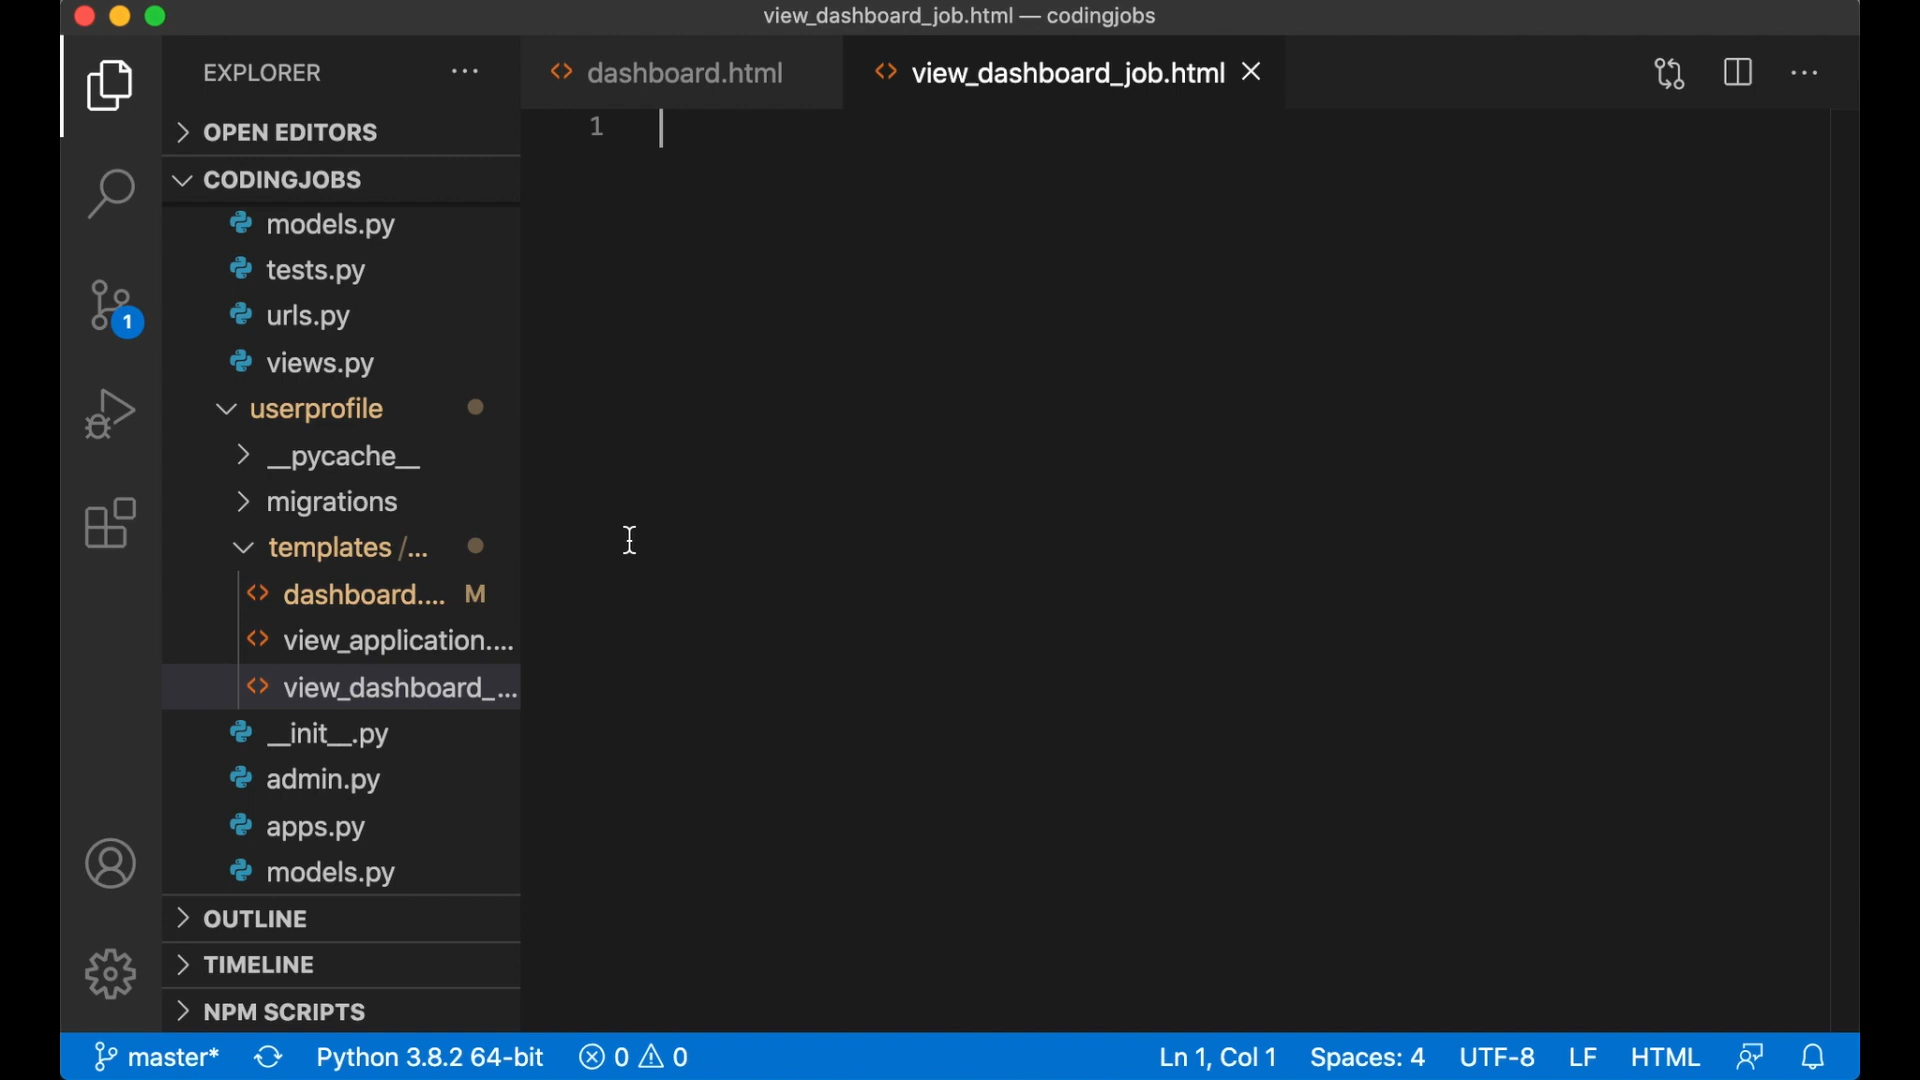 view_dashboard_job.html — codingjobs
EXPLORER
dashboard.html
view_dashboard_job.html
OPEN EDITORS
1
CODINGJOBS
models.py
tests.py
urls.py
1
views.py
userprofile
__pycache__
migrations
templates /...
dashboard.... M
view_application....
view_dashboard_...
__init__.py
admin.py
apps.py
models.py
OUTLINE
TIMELINE
NPM SCRIPTS
master* Python 3.8.2 64-bit 0 0 Ln 1, Col 1 Spaces: 4 UTF-8 LF HTML